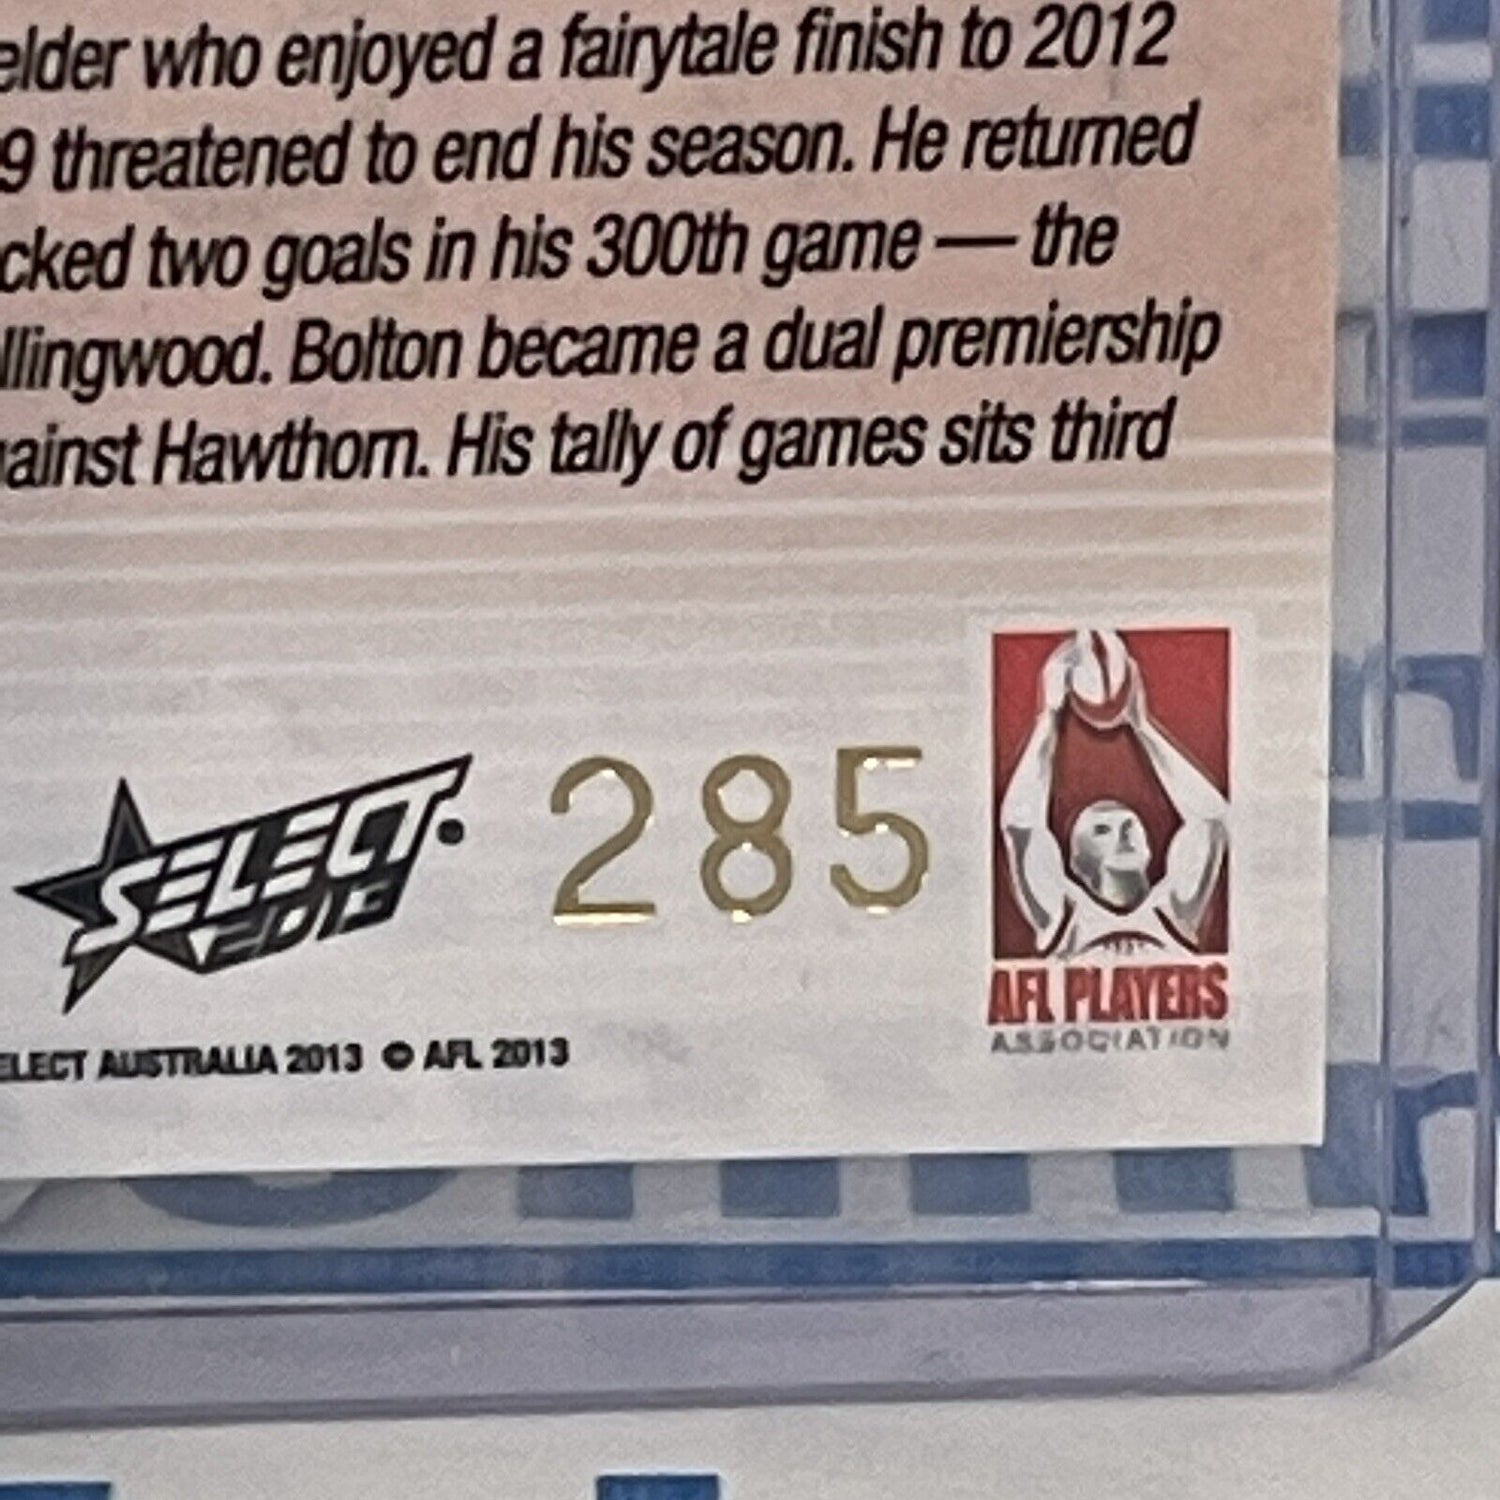 elder who enjoyed a fairytale finish to 2012
9 threatened to end his season. He returned
cked two goals in his 300th game — the
llingwood. Bolton became a dual premiership
ainst Hawthorn. His tally of games sits third
SELECT.
2013
285
AFL PLAYERS
ASSOCIATION
ELECT AUSTRALIA 2013 © AFL 2013